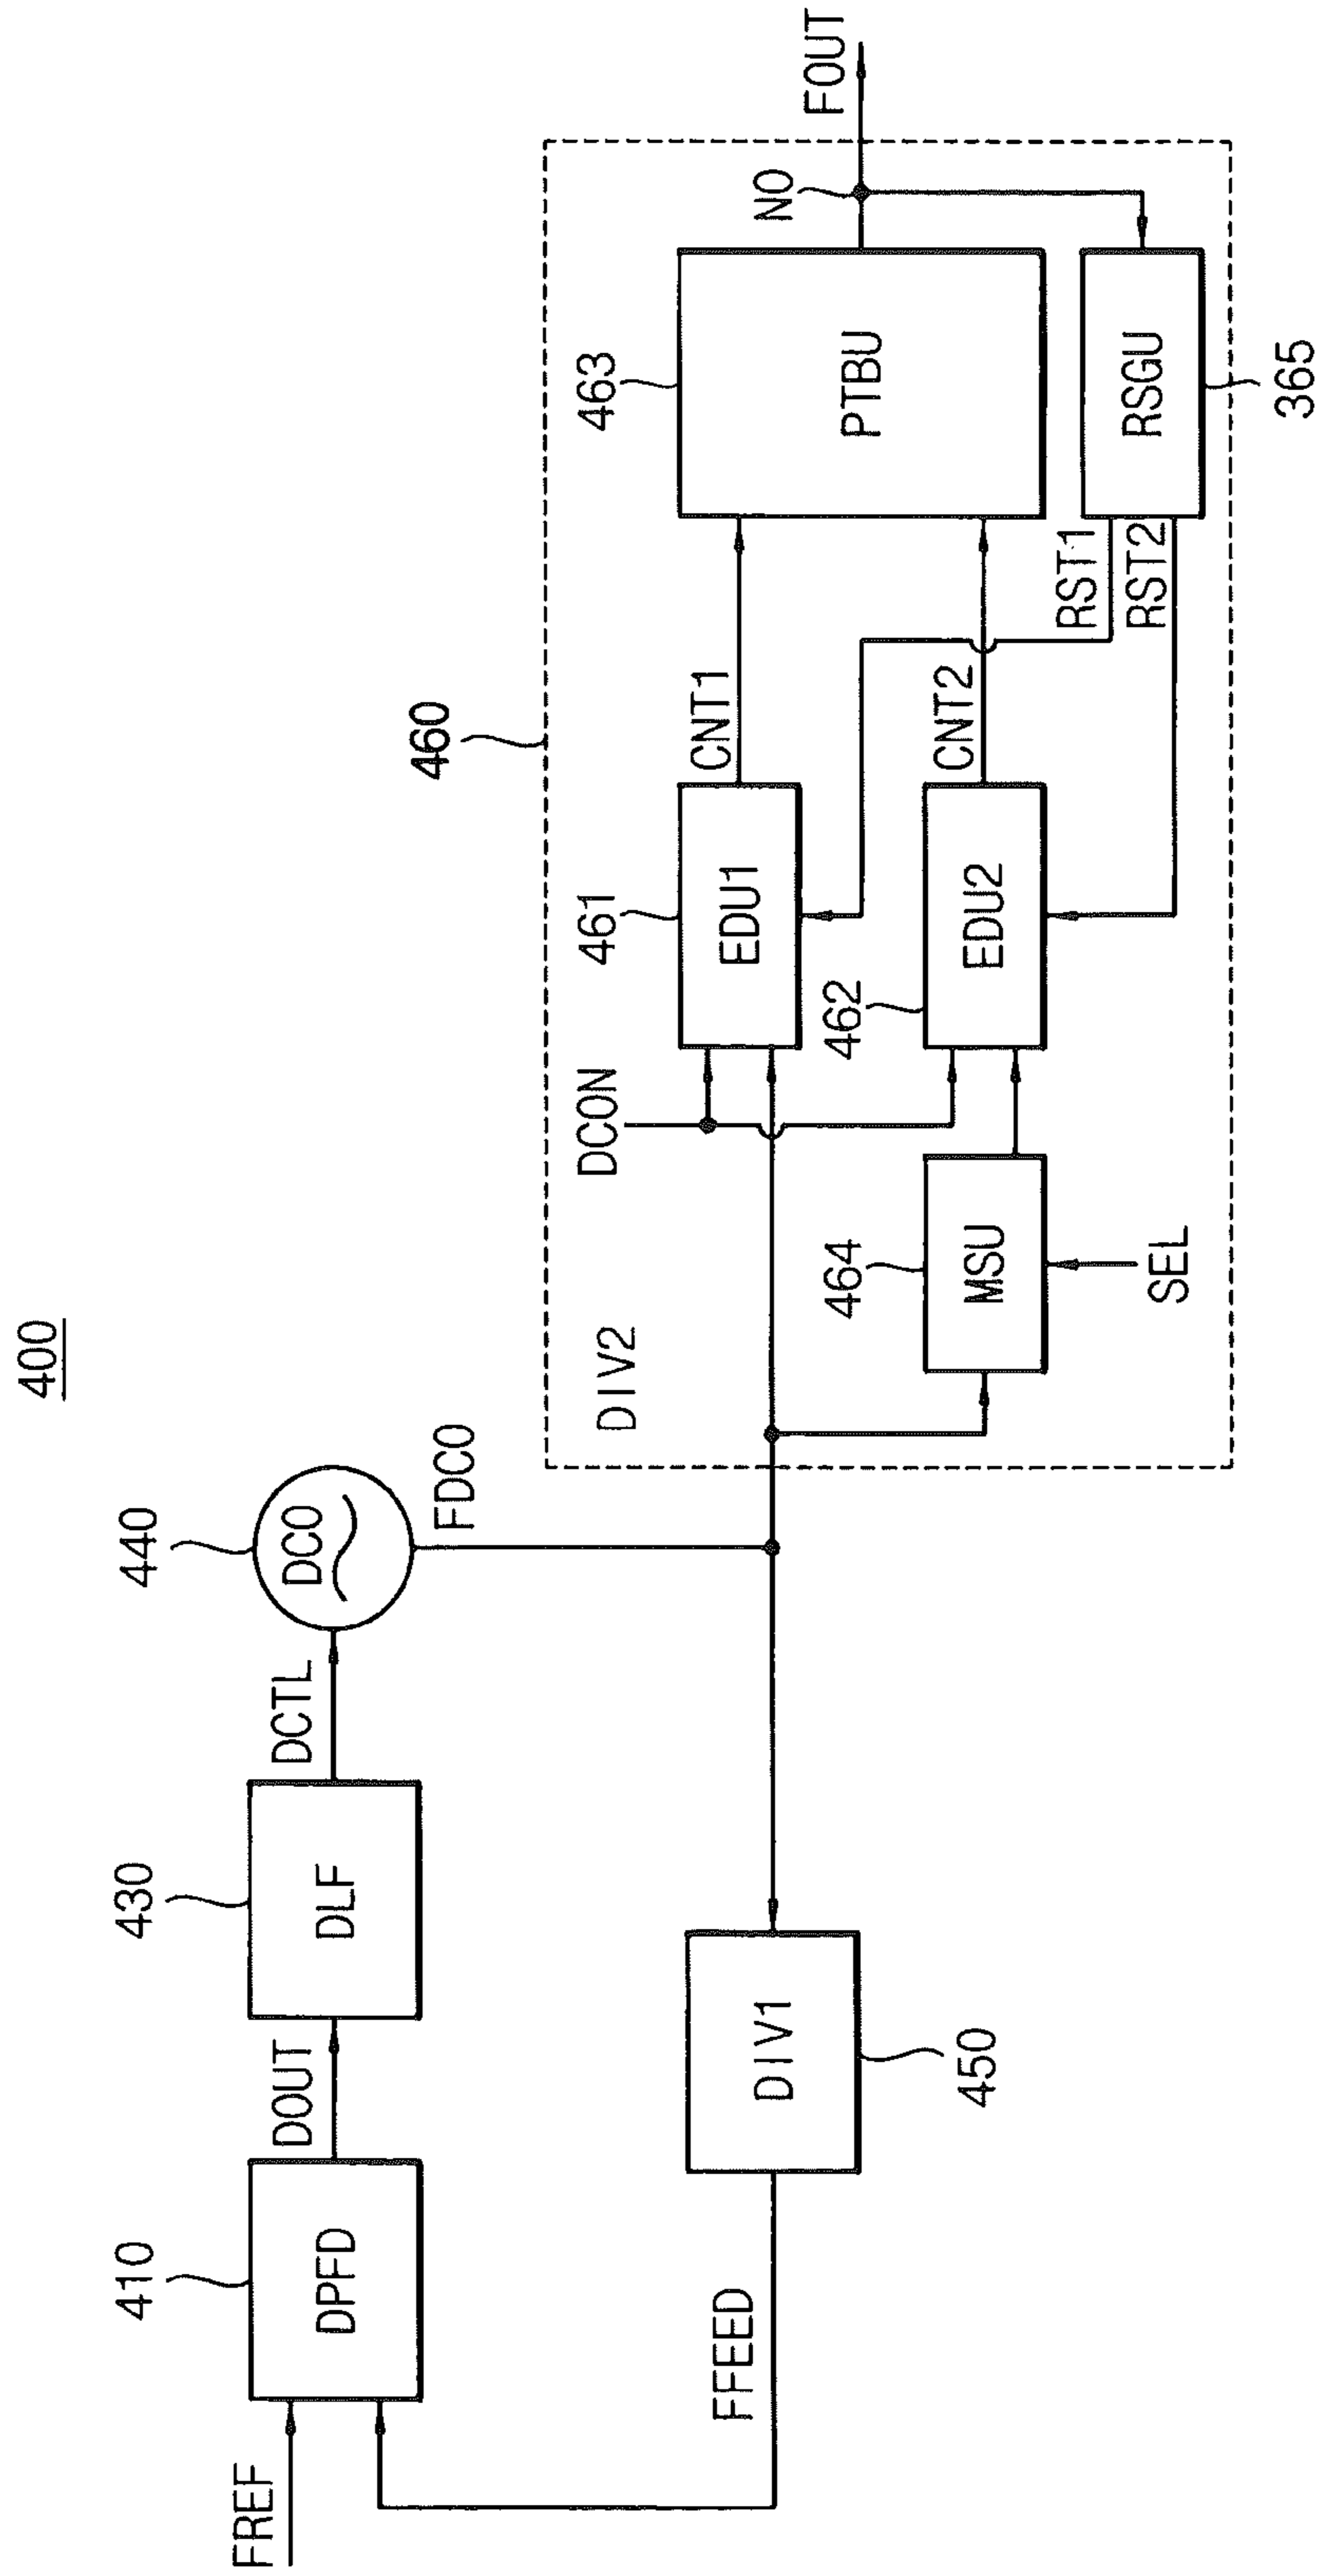 400
410
430
440
FREF
DPFD
DOUT
DLF
DCTL
DCO
FDCO
FFEED
DIV1
450
460
DIV2
DCON
461
EDU1
CNT1
463
PTBU
NO
FOUT
464
MSU
SEL
462
EDU2
CNT2
RST1
RST2
RSGU
365